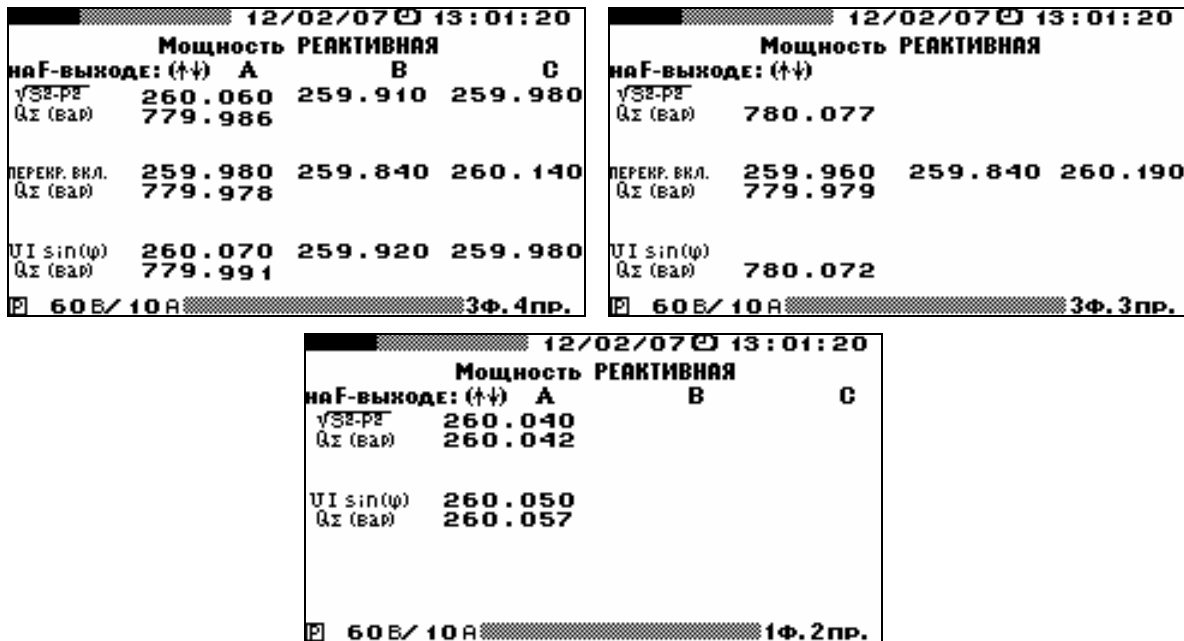 12/02/07 13:01:20
Мощность РЕАКТИВНАЯ
на F-выходе: (↑↓) A B C
√S²-P² 260.060 259.910 259.980
QΣ (вар) 779.986
ПЕРЕКР. ВКЛ. 259.980 259.840 260.140
QΣ (вар) 779.978
UI sin(φ) 260.070 259.920 259.980
QΣ (вар) 779.991
P 60В/10А 3Ф.4пр.
12/02/07 13:01:20
Мощность РЕАКТИВНАЯ
на F-выходе: (↑↓)
√S²-P²
QΣ (вар) 780.077
ПЕРЕКР. ВКЛ. 259.960 259.840 260.190
QΣ (вар) 779.979
UI sin(φ)
QΣ (вар) 780.072
P 60В/10А 3Ф.3пр.
12/02/07 13:01:20
Мощность РЕАКТИВНАЯ
на F-выходе: (↑↓) A B C
√S²-P² 260.040
QΣ (вар) 260.042
UI sin(φ) 260.050
QΣ (вар) 260.057
P 60В/10А 1Ф.2пр.